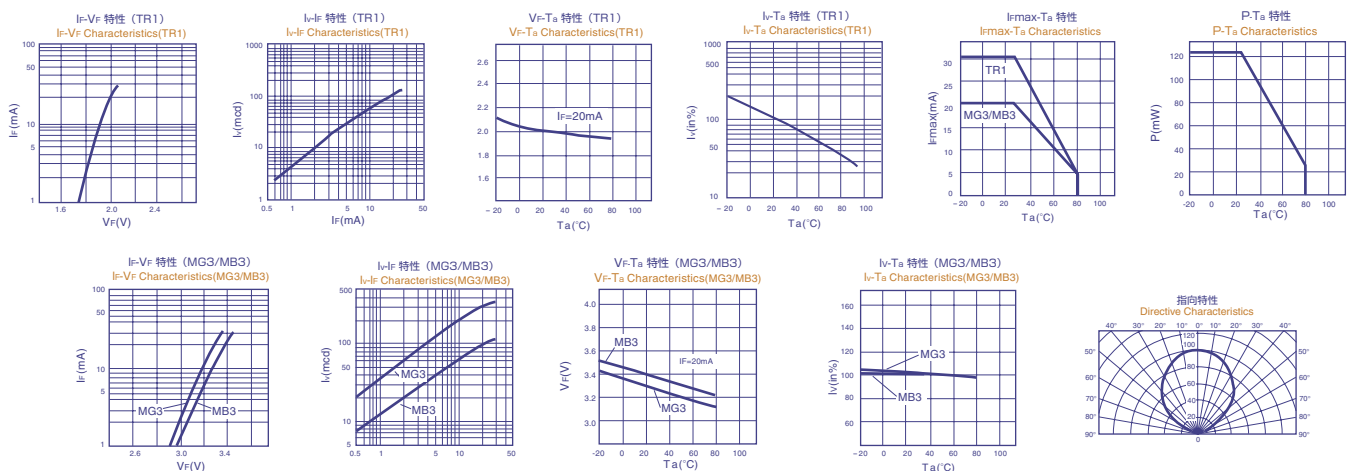 IF-VF 特性（TR1）
IF-VF Characteristics(TR1)
100
50
10
5
1
IF(mA)
1.6 2.0 2.4
VF(V)
Iv-IF 特性（TR1）
Iv-IF Characteristics(TR1)
1000
100
10
1
Iv(mcd)
0.5 1 5 10 50
IF(mA)
VF-Ta 特性（TR1）
VF-Ta Characteristics(TR1)
2.6
2.4
2.2
2.0
1.8
1.6
VF(V)
IF=20mA
−20 0 20 40 60 80 100
Ta(℃)
Iv-Ta 特性（TR1）
Iv-Ta Characteristics(TR1)
1000
500
100
50
10
Iv(in%)
−20 0 20 40 60 80 100
Ta(℃)
IFmax-Ta 特性
IFmax-Ta Characteristics
30
25
20
15
10
5
0
IFmax(mA)
TR1
MG3/MB3
−20 0 20 40 60 80 100
Ta(℃)
P-Ta 特性
P-Ta Characteristics
120
100
80
60
40
20
0
P(mW)
-20 0 20 40 60 80 100
Ta(℃)
IF-VF 特性（MG3/MB3）
IF-VF Characteristics(MG3/MB3)
100
50
10
5
1
IF(mA)
MG3
MB3
2.6 3.0 3.4
VF(V)
Iv-IF 特性（MG3/MB3）
Iv-IF Characteristics(MG3/MB3)
500
100
50
10
5
Iv(mcd)
MG3
MB3
0.5 1 5 10 50
IF(mA)
VF-Ta 特性（MG3/MB3）
VF-Ta Characteristics(MG3/MB3)
4.0
3.6
3.4
3.2
3.0
VF(V)
MB3
IF=20mA
MG3
-20 0 20 40 60 80 100
Ta(℃)
Iv-Ta 特性（MG3/MB3）
Iv-Ta Characteristics(MG3/MB3)
160
140
120
100
80
60
Iv(in%)
MG3
MB3
-20 0 20 40 60 80 100
Ta(℃)
指向特性
Directive Characteristics
40° 30° 20° 10° 0° 10° 20° 30° 40°
120
100
80
60
40
20
0
50° 50°
60° 60°
70° 70°
80° 80°
90° 90°